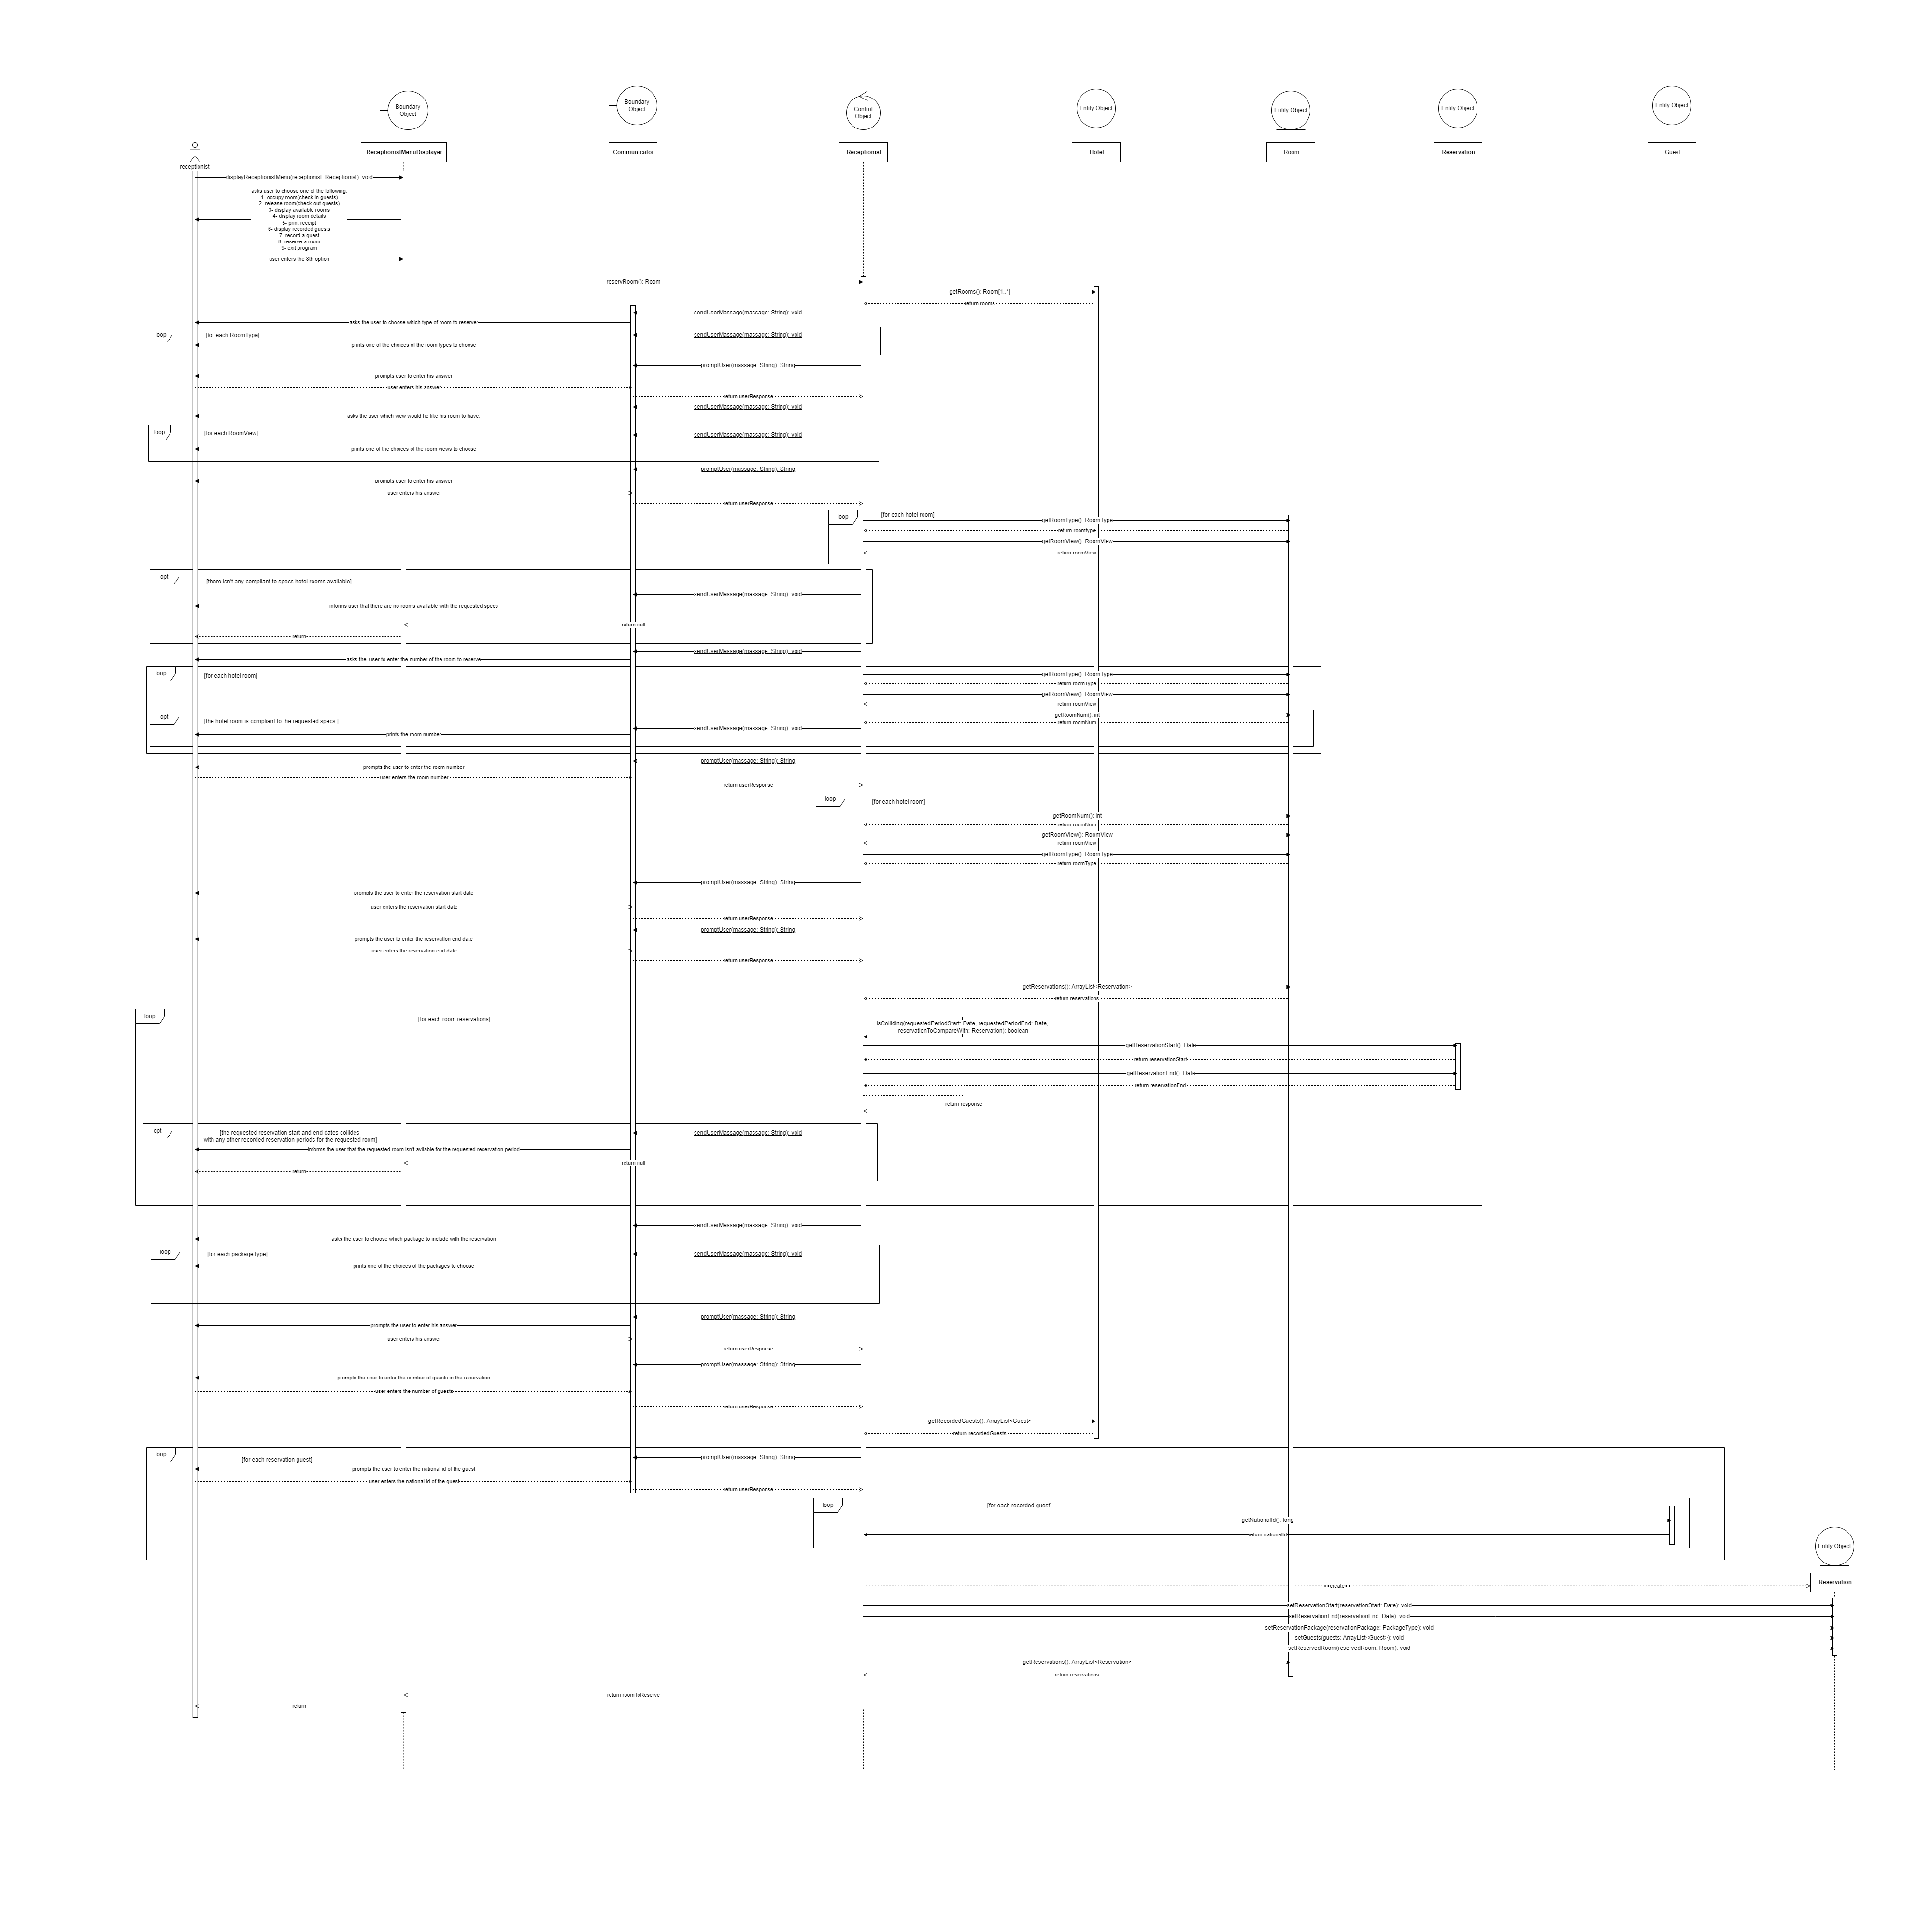 Boundary
Object
Boundary
Object
Control
Object
Entity Object
Entity Object
Entity Object
Entity Object
receptionist
:ReceptionistMenuDisplayer
:Communicator
:Receptionist
:Hotel
:Room
:Reservation
:Guest
displayReceptionistMenu(receptionist: Receptionist): void
asks user to choose one of the following:
1- occupy room(check-in guests)
2- release room(check-out guests)
3- display available rooms
4- display room details
5- print receipt
6- display recorded guests
7- record a guest
8- reserve a room
9- exit program
user enters the 8th option
reservRoom(): Room
getRooms(): Room[1..*]
return rooms
sendUserMassage(massage: String): void
asks the user to choose which type of room to reserve:
loop
[for each RoomType]
sendUserMassage(massage: String): void
prints one of the choices of the room types to choose
promptUser(massage: String): String
prompts user to enter his answer
user enters his answer
return userResponse
sendUserMassage(massage: String): void
asks the user which view would he like his room to have:
loop
[for each RoomView]
sendUserMassage(massage: String): void
prints one of the choices of the room views to choose
promptUser(massage: String): String
prompts user to enter his answer
user enters his answer
return userResponse
loop
[for each hotel room]
getRoomType(): RoomType
return roomtype
getRoomView(): RoomView
return roomView
opt
[there isn't any compliant to specs hotel rooms available]
sendUserMassage(massage: String): void
informs user that there are no rooms available with the requested specs
return null
return
sendUserMassage(massage: String): void
asks the  user to enter the number of the room to reserve
loop
[for each hotel room]
getRoomType(): RoomType
return roomType
getRoomView(): RoomView
return roomView
opt
[the hotel room is compliant to the requested specs ]
getRoomNum(): int
return roomNum
sendUserMassage(massage: String): void
prints the room number
promptUser(massage: String): String
prompts the user to enter the room number
user enters the room number
return userResponse
loop
[for each hotel room]
getRoomNum(): int
return roomNum
getRoomView(): RoomView
return roomView
getRoomType(): RoomType
return roomType
promptUser(massage: String): String
prompts the user to enter the reservation start date
user enters the reservation start date
return userResponse
promptUser(massage: String): String
prompts the user to enter the reservation end date
user enters the reservation end date
return userResponse
getReservations(): ArrayList<Reservation>
return reservations
loop
[for each room reservations]
isColliding(requestedPeriodStart: Date, requestedPeriodEnd: Date,
reservationToCompareWith: Reservation): boolean
getReservationStart(): Date
return reservationStart
getReservationEnd(): Date
return reservationEnd
return response
opt
[the requested reservation start and end dates collides
with any other recorded reservation periods for the requested room]
sendUserMassage(massage: String): void
informs the user that the requested room isn't avilable for the requested reservation period
return null
return
sendUserMassage(massage: String): void
asks the user to choose which package to include with the reservation
loop
[for each packageType]
sendUserMassage(massage: String): void
prints one of the choices of the packages to choose
promptUser(massage: String): String
prompts the user to enter his answer
user enters his answer
return userResponse
promptUser(massage: String): String
prompts the user to enter the number of guests in the reservation
user enters the number of guests
return userResponse
getRecordedGuests(): ArrayList<Guest>
return recordedGuests
loop
[for each reservation guest]
promptUser(massage: String): String
prompts the user to enter the national id of the guest
user enters the national id of the guest
return userResponse
loop
[for each recorded guest]
getNationalId(): long
return nationalId
Entity Object
:Reservation
<<create>>
setReservationStart(reservationStart: Date): void
setReservationEnd(reservationEnd: Date): void
setReservationPackage(reservationPackage: PackageType): void
setGuests(guests: ArrayList<Guest>): void
setReservedRoom(reservedRoom: Room): void
getReservations(): ArrayList<Reservation>
return reservations
return roomToReserve
return